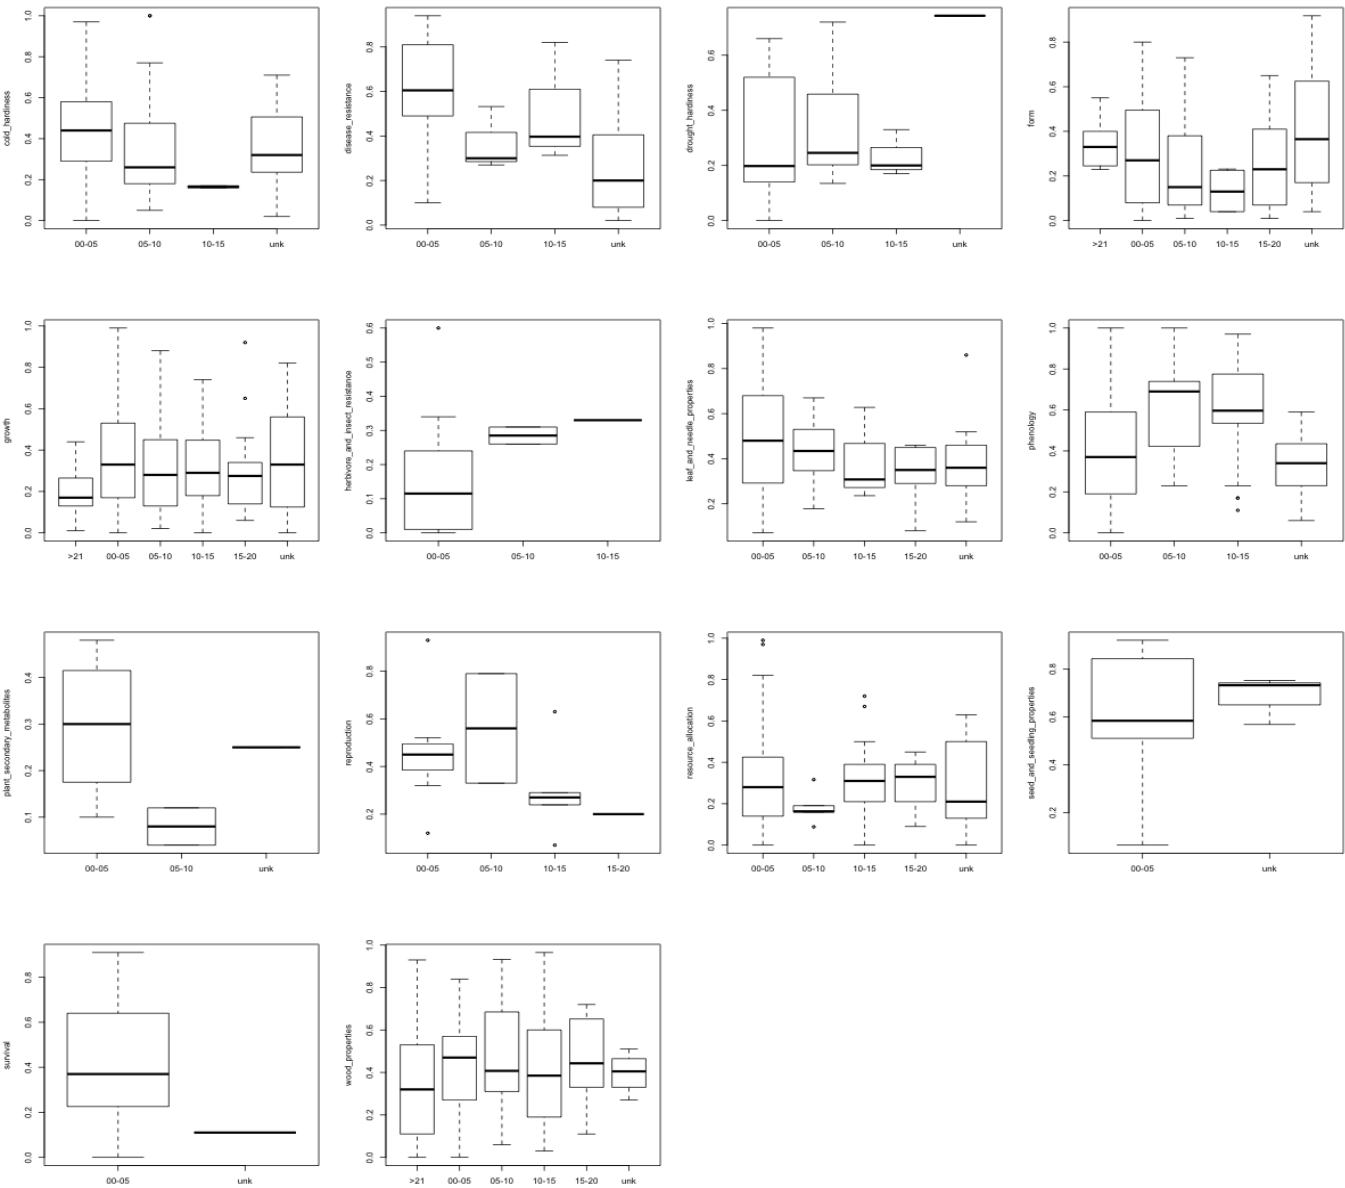 cold_hardiness
0.0 0.2 0.4 0.6 0.8 1.0
00-05 05-10 10-15 unk
disease_resistance
0.0 0.2 0.4 0.6 0.8
00-05 05-10 10-15 unk
drought_hardiness
0.0 0.2 0.4 0.6
00-05 05-10 10-15 unk
form
0.0 0.2 0.4 0.6 0.8
>21 00-05 05-10 10-15 15-20 unk
growth
0.0 0.2 0.4 0.6 0.8 1.0
>21 00-05 05-10 10-15 15-20 unk
herbivore_and_insect_resistance
0.0 0.1 0.2 0.3 0.4 0.5 0.6
00-05 05-10 10-15
leaf_and_needle_properties
0.2 0.4 0.6 0.8 1.0
00-05 05-10 10-15 15-20 unk
phenology
0.0 0.2 0.4 0.6 0.8 1.0
00-05 05-10 10-15 unk
plant_secondary_metabolites
0.1 0.2 0.3 0.4
00-05 05-10 unk
reproduction
0.2 0.4 0.6 0.8
00-05 05-10 10-15 15-20
resource_allocation
0.0 0.2 0.4 0.6 0.8 1.0
00-05 05-10 10-15 15-20 unk
seed_and_seedling_properties
0.2 0.4 0.6 0.8
00-05 unk
survival
0.0 0.2 0.4 0.6 0.8
00-05 unk
wood_properties
0.0 0.2 0.4 0.6 0.8 1.0
>21 00-05 05-10 10-15 15-20 unk